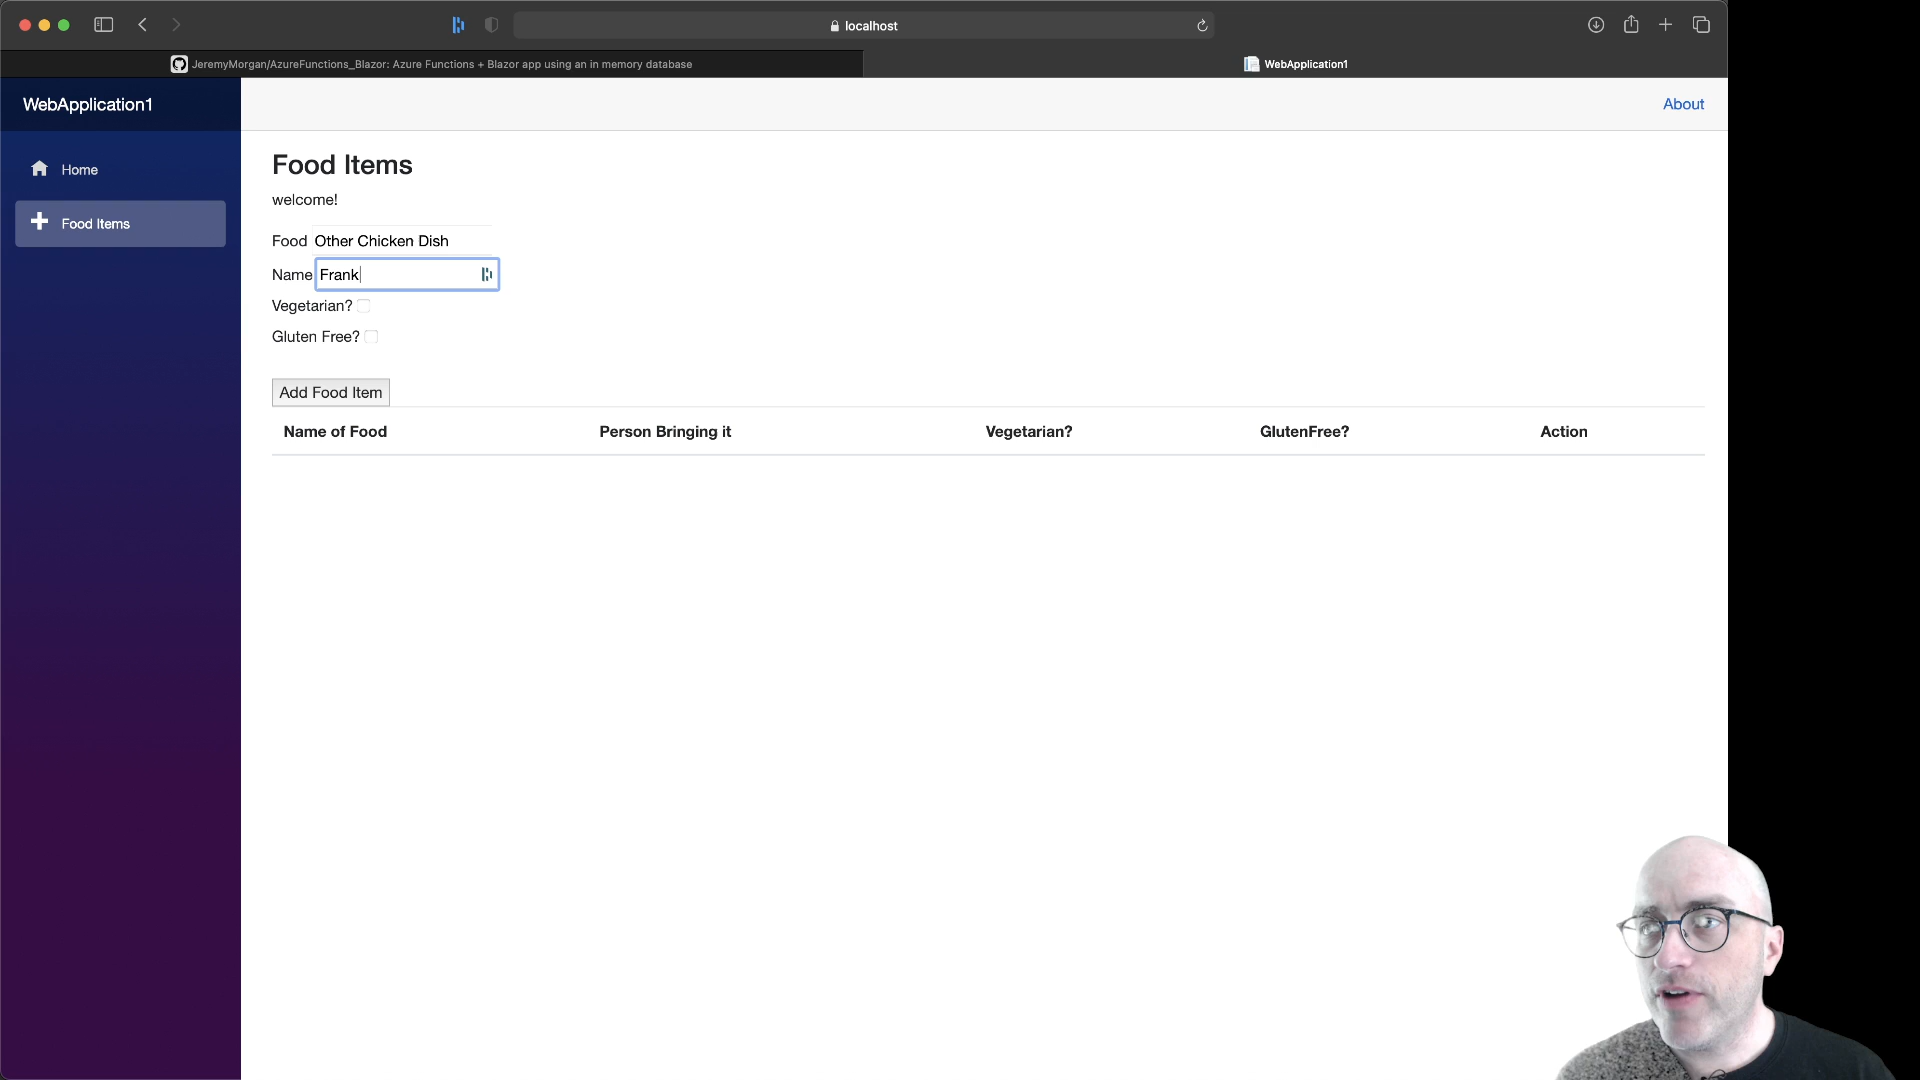 localhost
JeremyMorgan/AzureFunctions_Blazor: Azure Functions + Blazor app using an in memory database
WebApplication1
WebApplication1
About
Home
Food Items
Food Items
welcome!
Food Other Chicken Dish
Name Frank
Vegetarian?
Gluten Free?
Add Food Item
Name of Food Person Bringing it Vegetarian? GlutenFree? Action